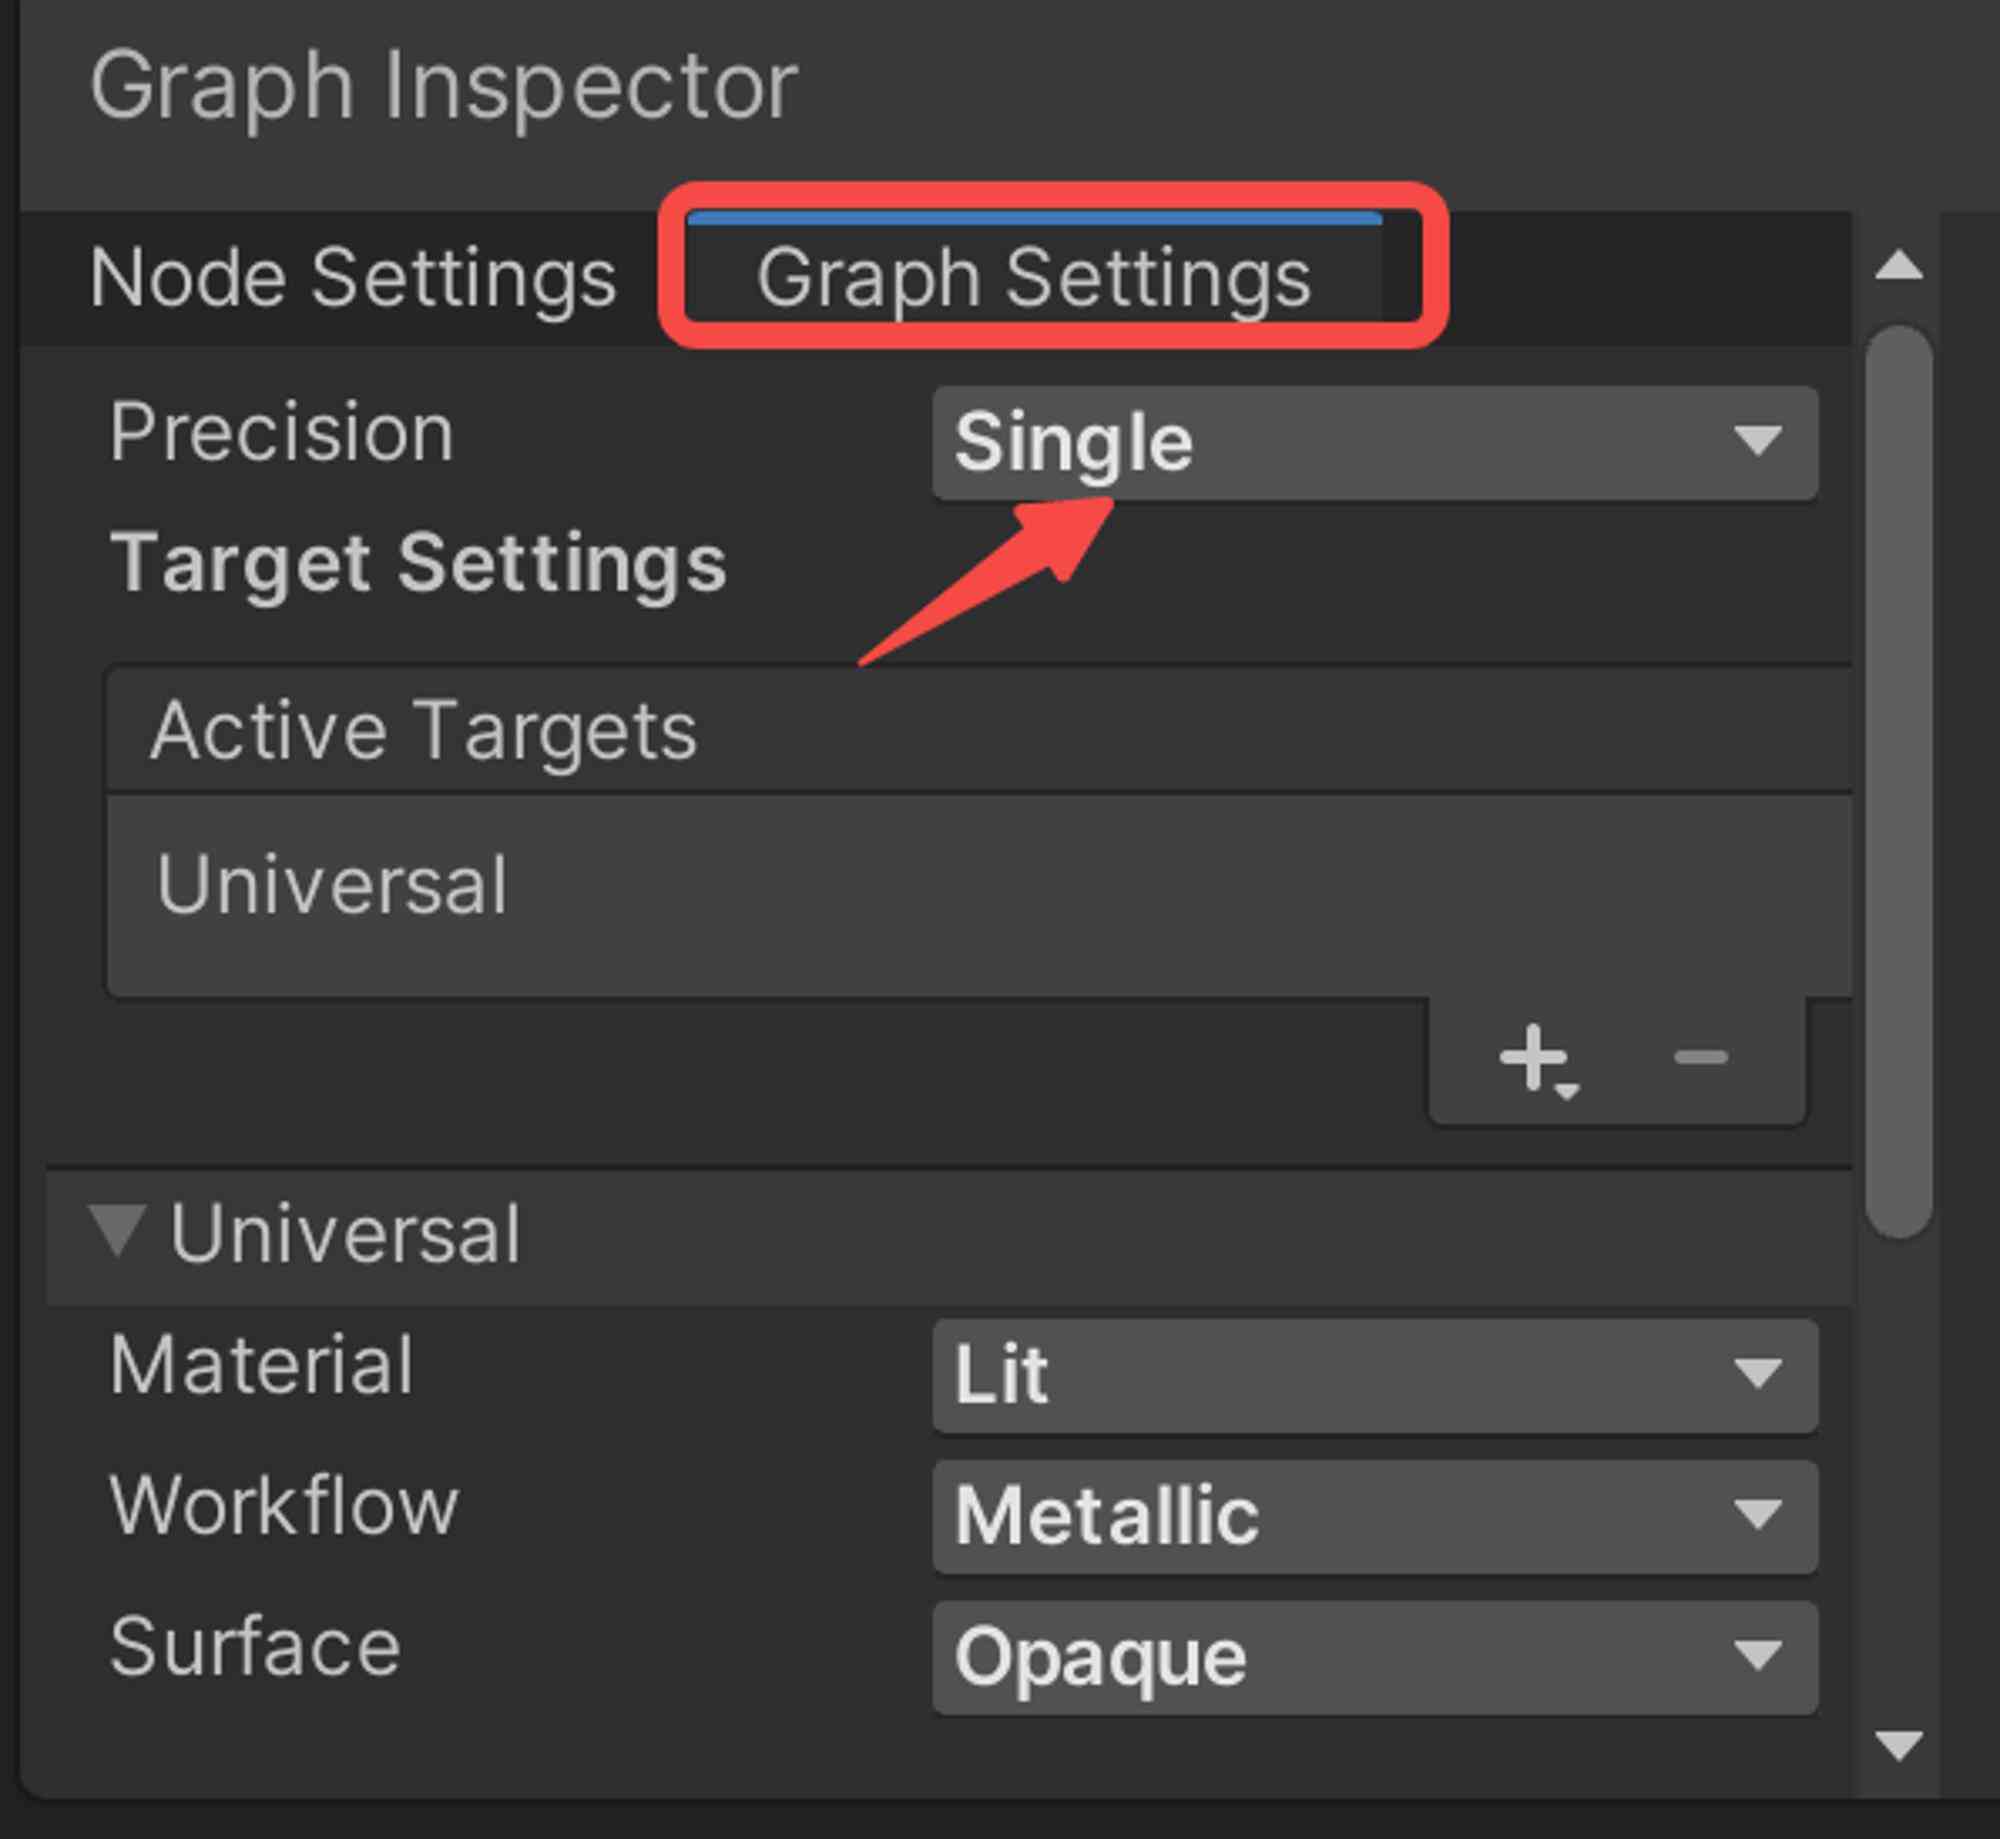 Graph Inspector
Node Settings Graph Settings
Precision Single
Target Settings
Active Targets
Universal
Universal
Material Lit
Workflow Metallic
Surface Opaque